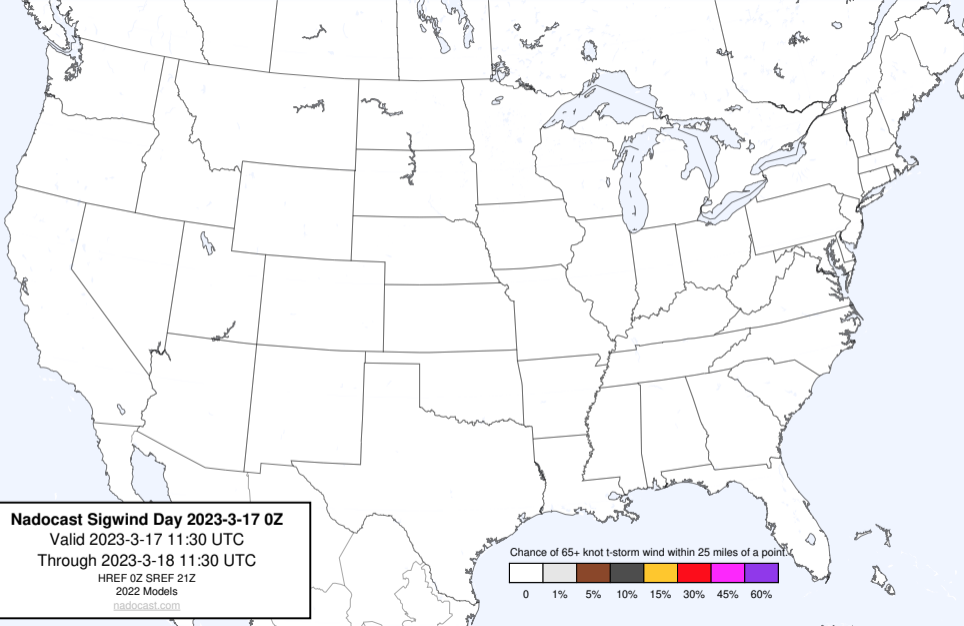 Nadocast Sigwind Day 2023-3-17 0Z
Valid 2023-3-17 11:30 UTC
Through 2023-3-18 11:30 UTC
HREF 0Z SREF 21Z
2022 Models
nadocast.com
Chance of 65+ knot t-storm wind within 25 miles of a point.
0 1% 5% 10% 15% 30% 45% 60%